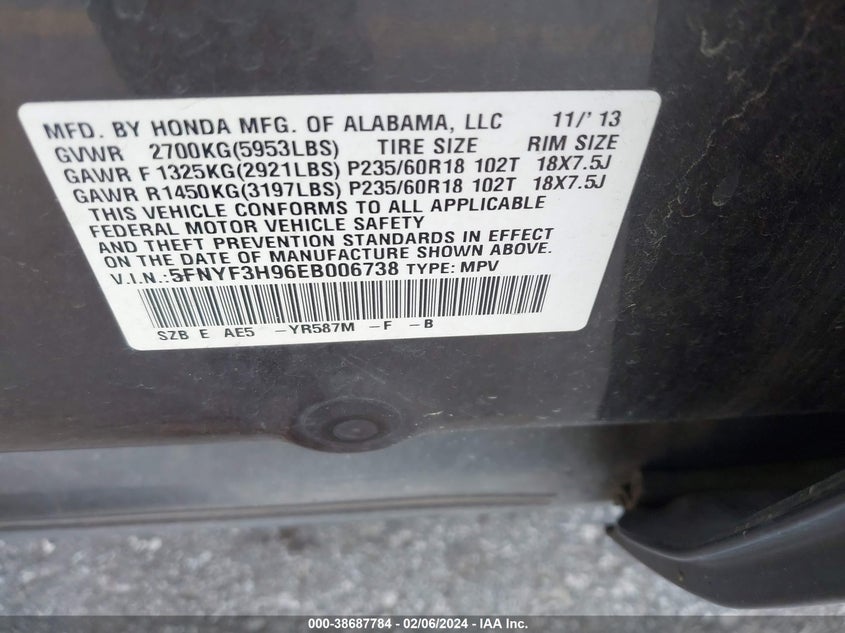 MFD. BY HONDA MFG. OF ALABAMA, LLC 11/' 13
GVWR 2700KG(5953LBS) TIRE SIZE RIM SIZE
GAWR F 1325KG(2921LBS) P235/60R18 102T 18X7.5J
GAWR R1450KG(3197LBS) P235/60R18 102T 18X7.5J
THIS VEHICLE CONFORMS TO ALL APPLICABLE
FEDERAL MOTOR VEHICLE SAFETY
AND THEFT PREVENTION STANDARDS IN EFFECT
ON THE DATE OF MANUFACTURE SHOWN ABOVE.
V.I.N.:5FNYF3H96EB006738 TYPE: MPV
SZB E AE5 -YR587M -F -B
000-38687784 - 02/06/2024 - IAA Inc.